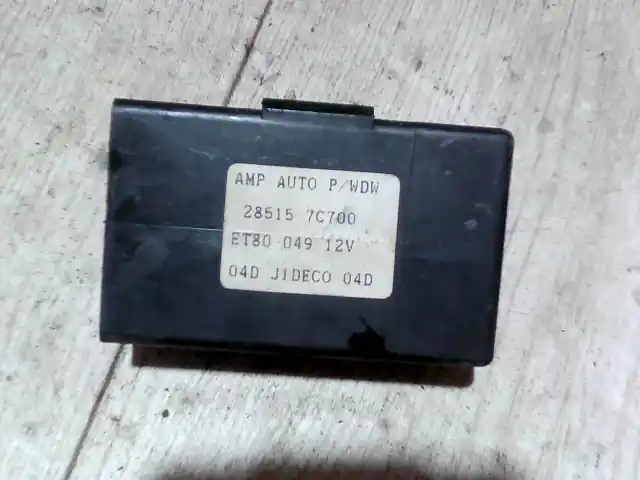 AMP AUTO P/WDW
28515 7C700
ET80 049 12V
04D JIDECO 04D